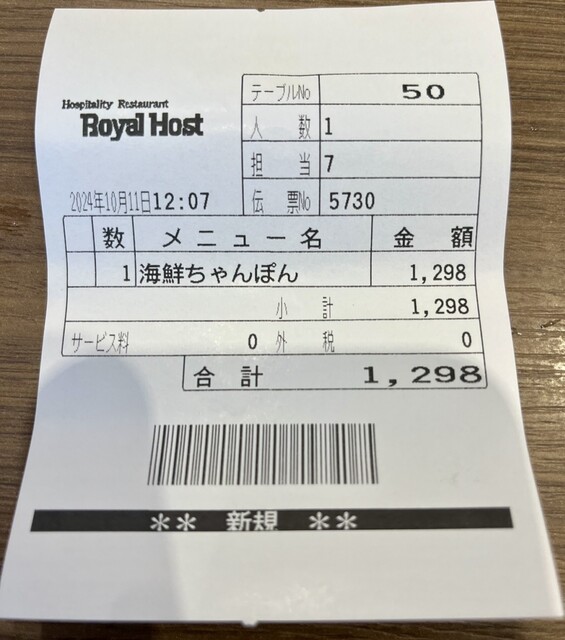 Hospitality Restaurant
Royal Host
テーブルNo 50
人 数 1
担 当 7
2024年10月11日12:07
伝 票No 5730
数 メニュー名 金 額
1 海鮮ちゃんぽん 1,298
小 計 1,298
サービス料 0 外 税 0
合 計 1,298
** 新規 **